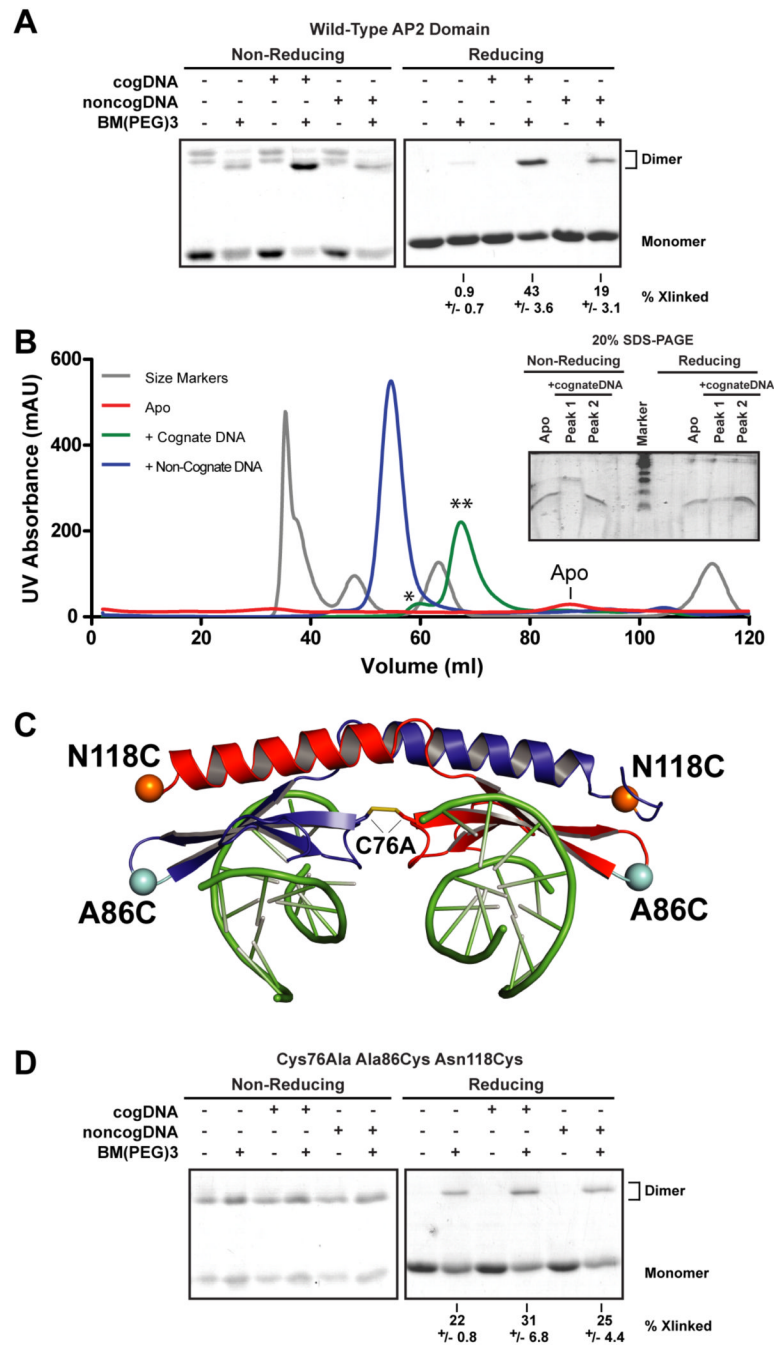 A
Wild-Type AP2 Domain
Non-Reducing Reducing
cogDNA - - + + - - - - + + - -
noncogDNA - - - - + + - - - - + +
BM(PEG)3 - + - + - + - + - + - +
Dimer
Monomer
0.9 43 19 % Xlinked
+/- 0.7 +/- 3.6 +/- 3.1
B
20% SDS-PAGE
Non-Reducing Reducing
+cognateDNA +cognateDNA
Apo Peak 1 Peak 2 Marker Apo Peak 1 Peak 2
UV Absorbance (mAU)
600
400
200
0
Size Markers
Apo
+ Cognate DNA
+ Non-Cognate DNA
*
**
Apo
0 20 40 60 80 100 120
Volume (ml)
C
N118C N118C
C76A
A86C A86C
D
Cys76Ala Ala86Cys Asn118Cys
Non-Reducing Reducing
cogDNA - - + + - - - - + + - -
noncogDNA - - - - + + - - - - + +
BM(PEG)3 - + - + - + - + - + - +
Dimer
Monomer
22 31 25 % Xlinked
+/- 0.8 +/- 6.8 +/- 4.4